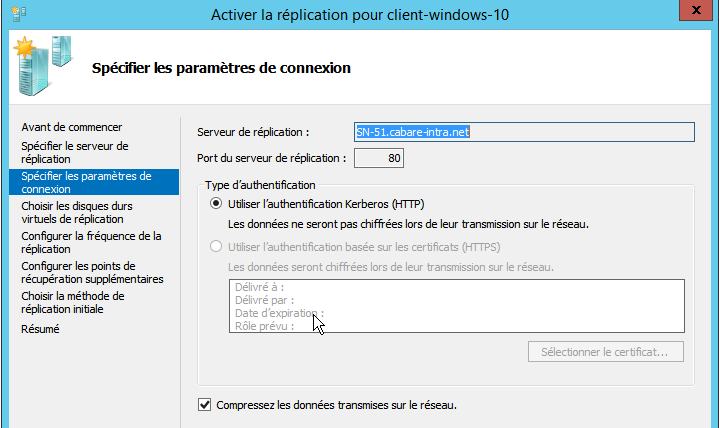 Activer la réplication pour client-windows-10
x
Spécifier les paramètres de connexion
Avant de commencer
Spécifier le serveur de
réplication
Spécifier les paramètres de
connexion
Choisir les disques durs
virtuels de réplication
Configurer la fréquence de la
réplication
Configurer les points de
récupération supplémentaires
Choisir la méthode de
réplication initiale
Résumé
Serveur de réplication :
SN-51.cabare-intra.net
Port du serveur de réplication :
80
Type d'authentification
Utiliser l'authentification Kerberos (HTTP)
Les données ne seront pas chiffrées lors de leur transmission sur le réseau.
Utiliser l'authentification basée sur les certificats (HTTPS)
Les données seront chiffrées lors de leur transmission sur le réseau.
Délivré à :
Délivré par :
Date d'expiration :
Rôle prévu :
Sélectionner le certificat...
Compressez les données transmises sur le réseau.